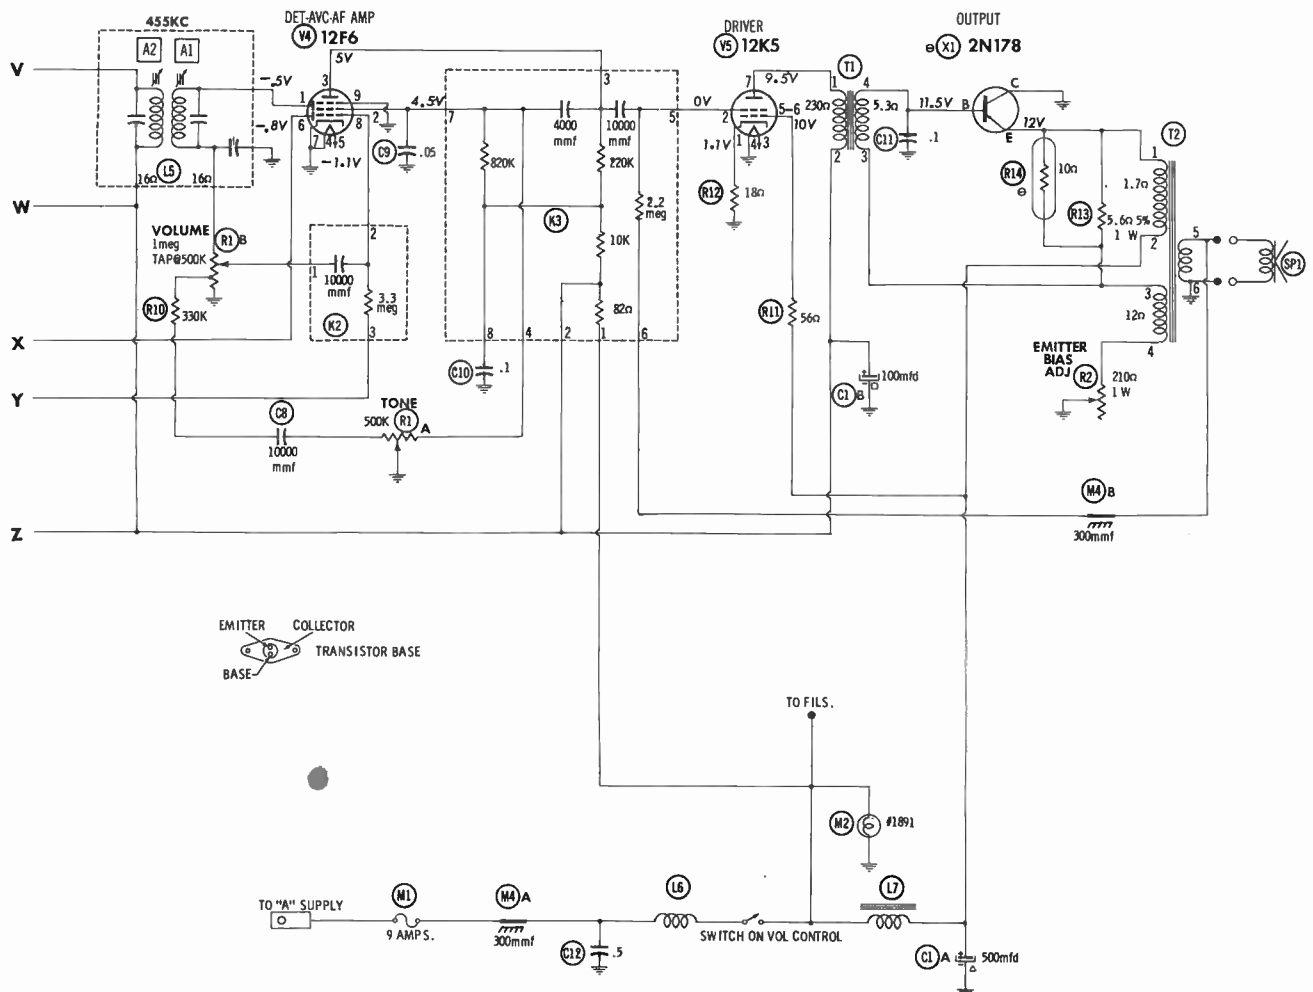 455KC
A2 A1
DET-AVC-AF AMP
V4 12F6
DRIVER
V5 12K5
OUTPUT
⊖ X1 2N178
V
-.5V
-.8V
5V
3
1
6
9
2
8
7
4+5
-1.1V
4.5V
C9 .05
16Ω L5 16Ω
W
VOLUME
1meg
TAP@500K
R1 B
R10
330K
1
2
10000
mmf
3.3
meg
K2
3
X
Y
C8
10000
mmf
TONE
500K R1 A
Z
7
3
5
4000
mmf
10000
mmf
820K
220K
K3
2.2
meg
10K
82Ω
8 4 2 1 6
C10 .1
0V
7
9.5V
2
5-6
10V
1.1V
1
4+3
R12 18Ω
R11 56Ω
T1
1
4
230Ω
5.3Ω
2
3
C11 .1
11.5V
B
C
E
12V
R14 10Ω
⊖
R13
5.6Ω 5%
1 W
T2
1
1.7Ω
2
3
12Ω
4
5
6
SP1
EMITTER
BIAS
ADJ
R2
210Ω
1 W
100mfd
C1 B
M4 B
300mmf
EMITTER
COLLECTOR
TRANSISTOR BASE
BASE
TO FILS.
M2 #1891
TO "A" SUPPLY
M1
9 AMPS.
M4 A
300mmf
C12 .5
L6
SWITCH ON VOL CONTROL
L7
C1 A 500mfd